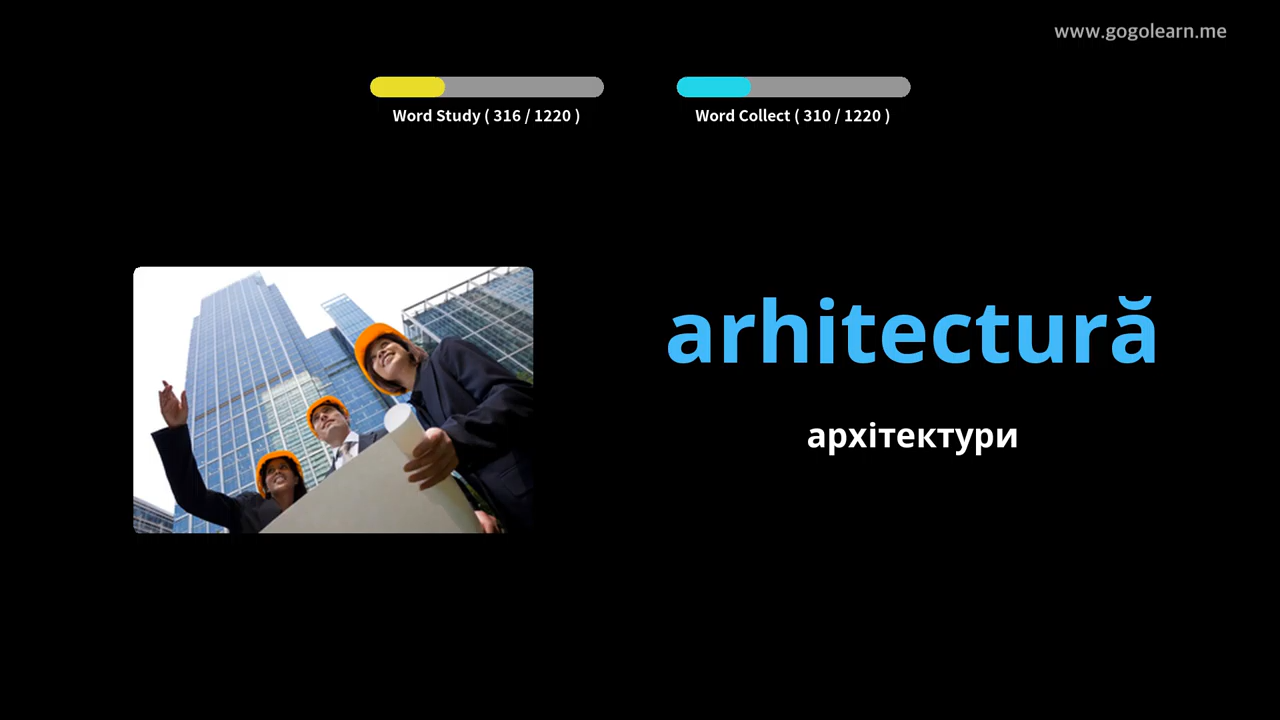 www.gogolearn.me
Word Study ( 316 / 1220 )
Word Collect ( 310 / 1220 )
arhitectură
архітектури